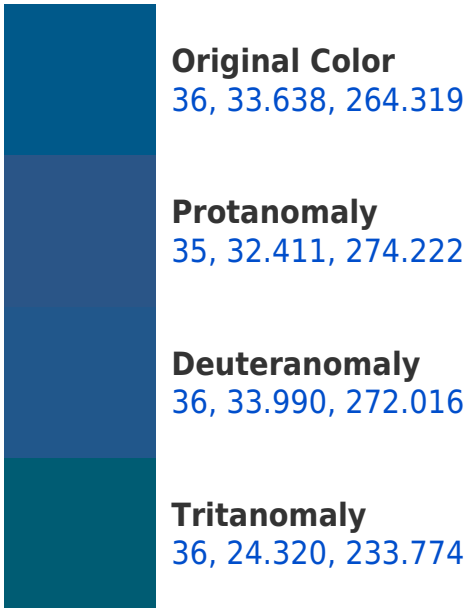 Original Color
36, 33.638, 264.319
Protanomaly
35, 32.411, 274.222
Deuteranomaly
36, 33.990, 272.016
Tritanomaly
36, 24.320, 233.774